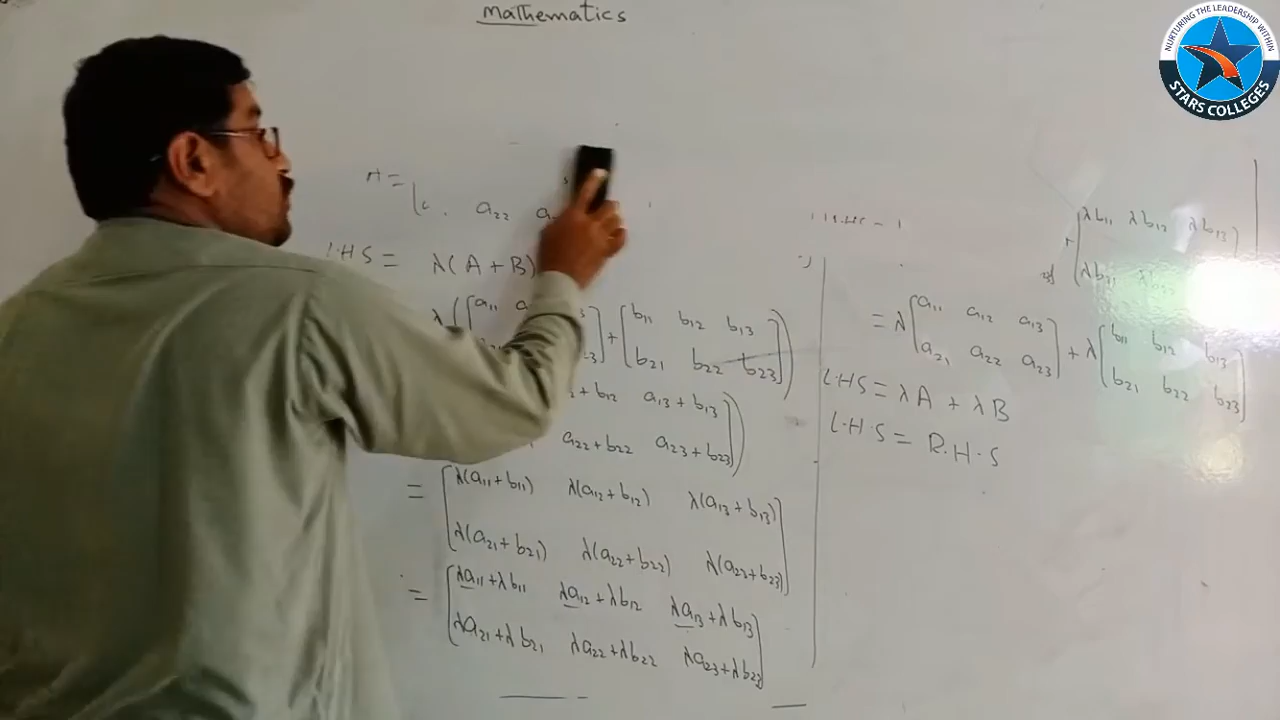 Mathematics
NURTURING THE LEADERSHIP WITHIN
STARS COLLEGES
A =
a22
L.H.S = λ(A + B)
λ([a11 ] + [b11 b12 b13
b21 b22 b23])
+ b12 a13 + b13
a22 + b22 a23 + b23])
= [λ(a11 + b11) λ(a12 + b12) λ(a13 + b13)
λ(a21 + b21) λ(a22 + b22) λ(a23 + b23)]
= [λa11 + λb11 λa12 + λb12 λa13 + λb13
λa21 + λb21 λa22 + λb22 λa23 + λb23]
+ [λb11 λb12 λb13
λb21
= λ[a11 a12 a13
a21 a22 a23] + λ[b11 b12 b13
b21 b22 b23]
L.H.S = λA + λB
L.H.S = R.H.S